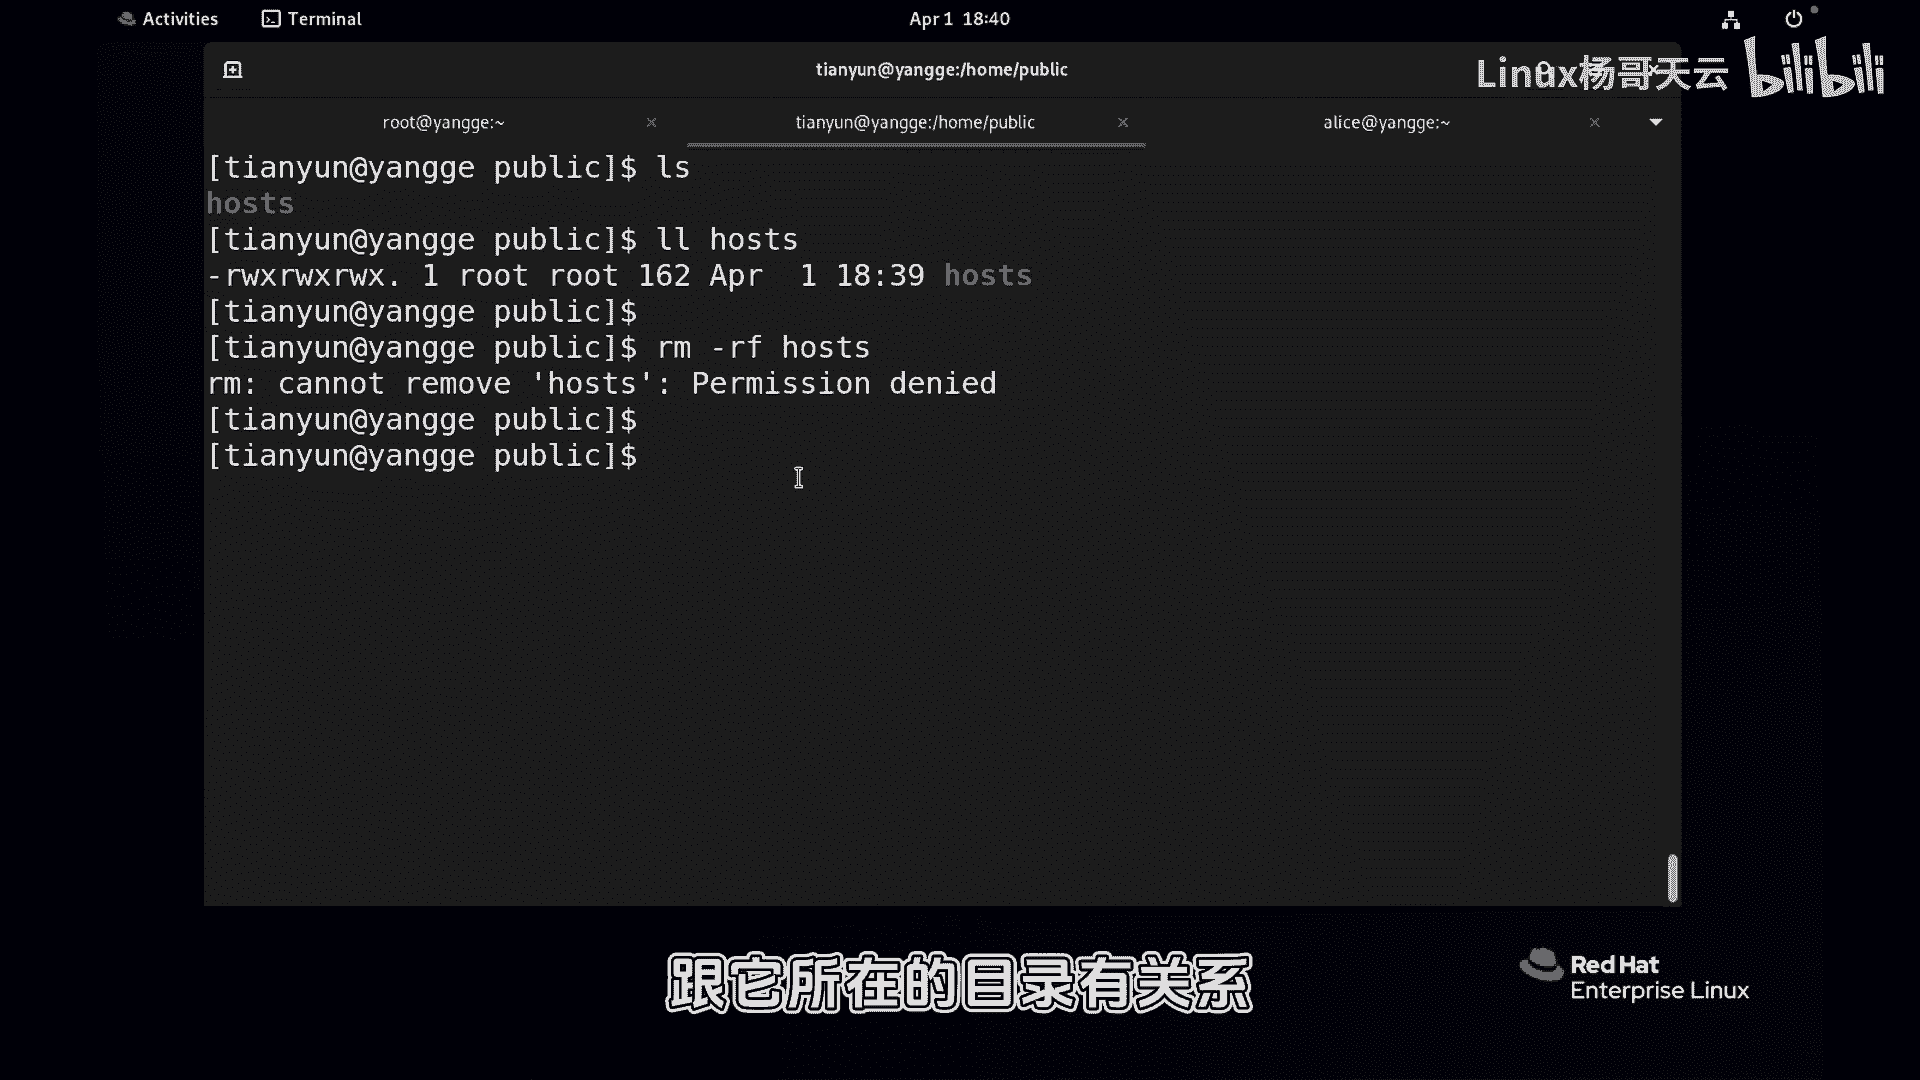 Activities Terminal Apr 1 18:40
tianyun@yangge:/home/public
Linux杨哥天云 bilibili
root@yangge:~ × tianyun@yangge:/home/public × alice@yangge:~ ×
[tianyun@yangge public]$ ls
hosts
[tianyun@yangge public]$ ll hosts
-rwxrwxrwx. 1 root root 162 Apr  1 18:39 hosts
[tianyun@yangge public]$
[tianyun@yangge public]$ rm -rf hosts
rm: cannot remove 'hosts': Permission denied
[tianyun@yangge public]$
[tianyun@yangge public]$
跟它所在的目录有关系
Red Hat
Enterprise Linux